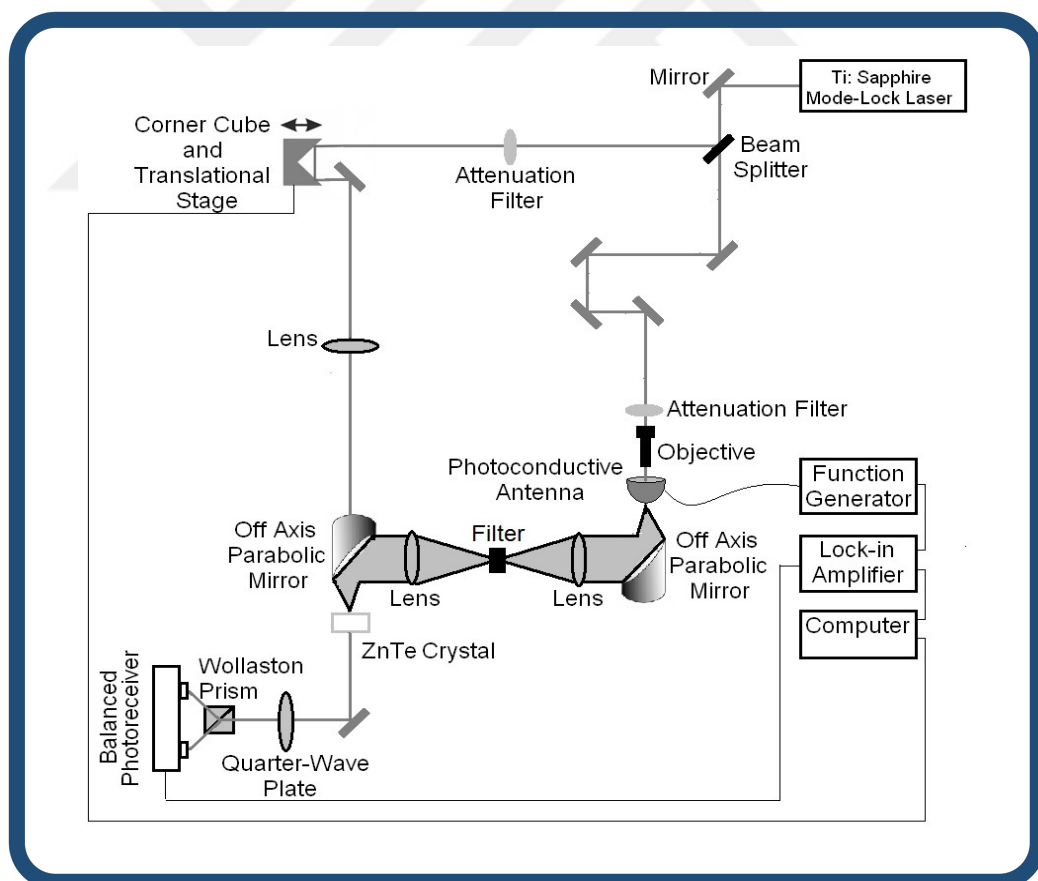 Mirror
Ti: Sapphire
Mode-Lock Laser
Corner Cube
and
Translational
Stage
Attenuation
Filter
Beam
Splitter
Lens
Attenuation Filter
Objective
Photoconductive
Antenna
Function
Generator
Off Axis
Parabolic
Mirror
Filter
Lens
Lens
Off Axis
Parabolic
Mirror
Lock-in
Amplifier
Computer
ZnTe Crystal
Wollaston
Prism
Balanced
Photoreceiver
Quarter-Wave
Plate